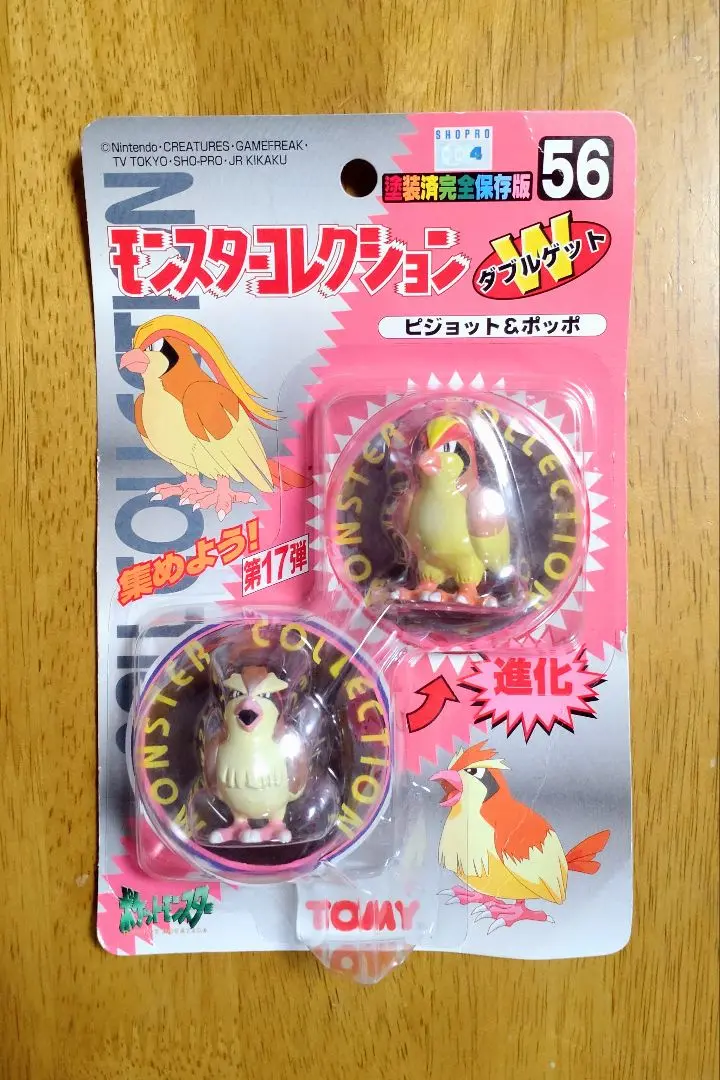 ©Nintendo・CREATURES・GAMEFREAK・
TV TOKYO・SHO-PRO・JR KIKAKU
SHOPRO
4
塗装済完全保存版
56
モンスターコレクション
W
ダブルゲット
ピジョット&ポッポ
MONSTER COLLECTION
集めよう!
第17弾
MONSTER COLLECTION
進化
ポケットモンスター
TOMY